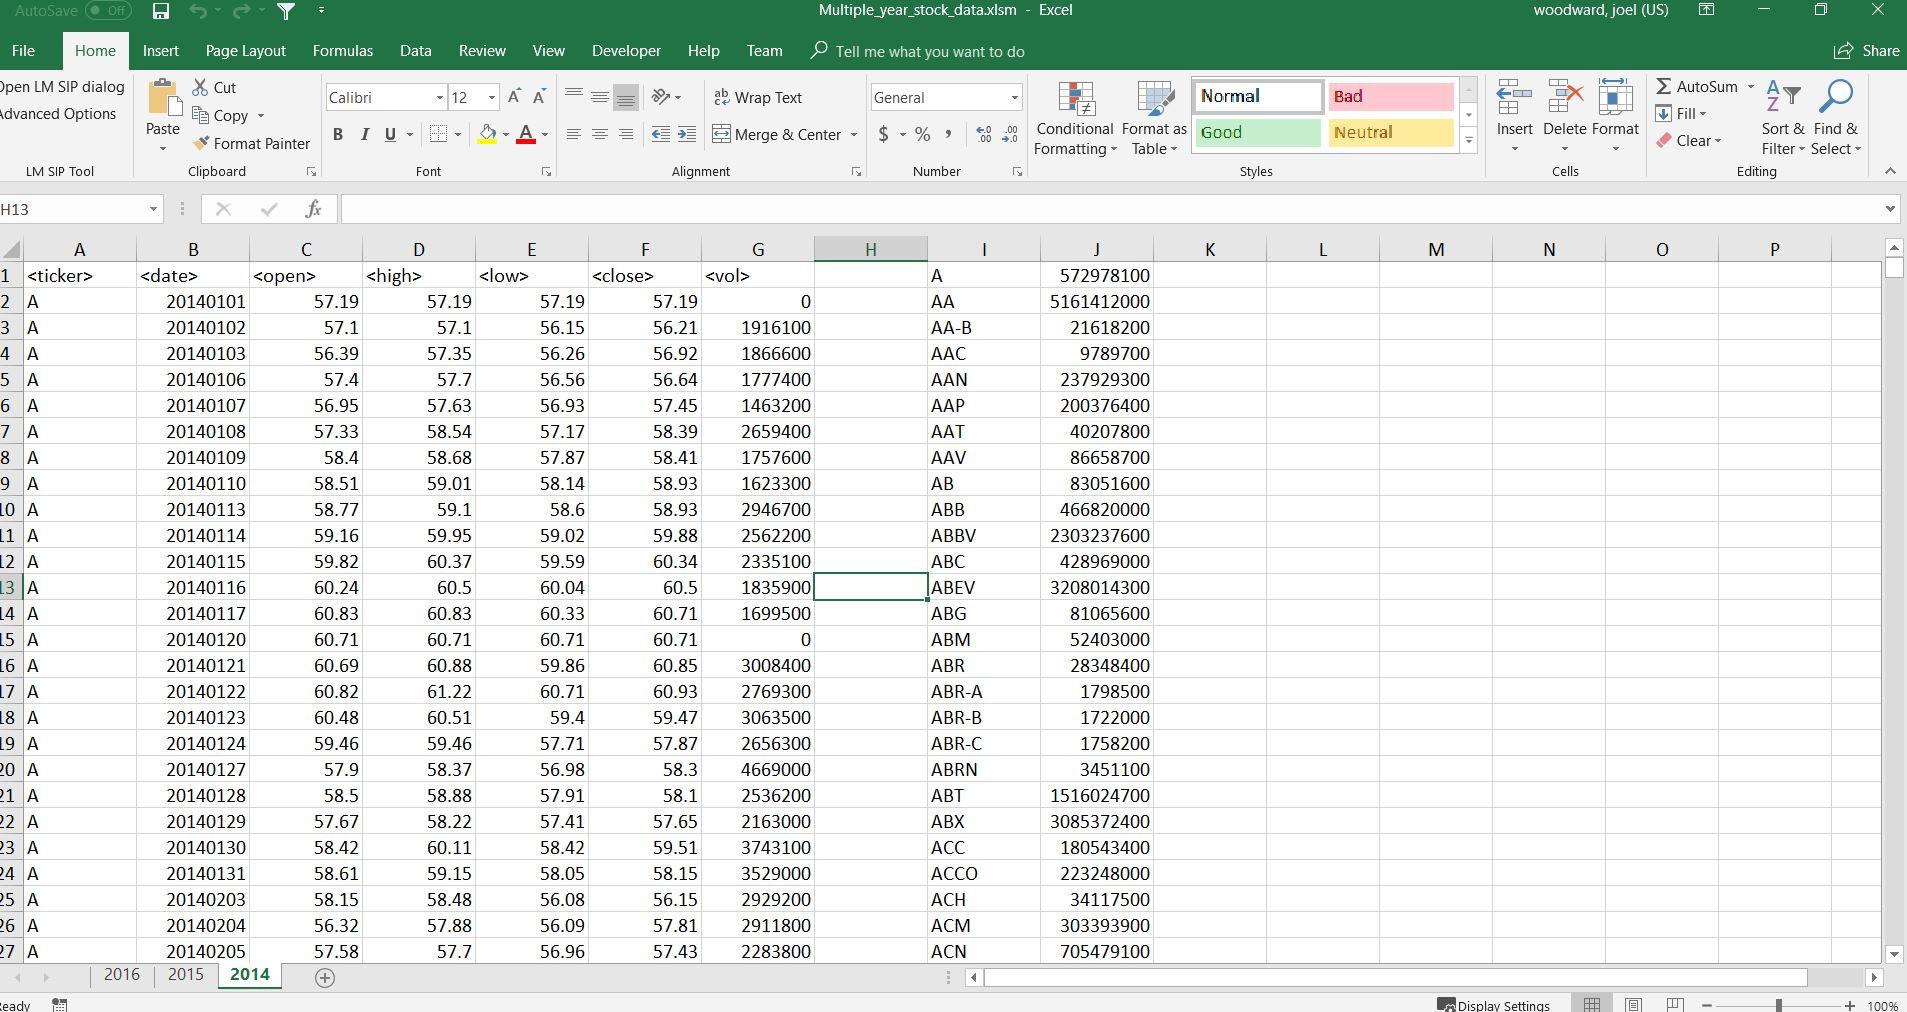 AutoSave Off Multiple_year_stock_data.xlsm - Excel woodward, joel (US)
File Home Insert Page Layout Formulas Data Review View Developer Help Team Tell me what you want to do Share
Open LM SIP dialog
Advanced Options
LM SIP Tool
Paste
Cut
Copy
Format Painter
Clipboard
Calibri 12 A A
B I U A
Font
Wrap Text
Merge & Center
Alignment
General
$ % ,
Number
Conditional Formatting
Format as Table
Normal Bad
Good Neutral
Styles
Insert Delete Format
Cells
AutoSum
Fill
Clear
Sort & Filter
Find & Select
Editing
H13 fx
A B C D E F G H I J K L M N O P
1 <ticker> <date> <open> <high> <low> <close> <vol> A 572978100
2 A 20140101 57.19 57.19 57.19 57.19 0 AA 5161412000
3 A 20140102 57.1 57.1 56.15 56.21 1916100 AA-B 21618200
4 A 20140103 56.39 57.35 56.26 56.92 1866600 AAC 9789700
5 A 20140106 57.4 57.7 56.56 56.64 1777400 AAN 237929300
6 A 20140107 56.95 57.63 56.93 57.45 1463200 AAP 200376400
7 A 20140108 57.33 58.54 57.17 58.39 2659400 AAT 40207800
8 A 20140109 58.4 58.68 57.87 58.41 1757600 AAV 86658700
9 A 20140110 58.51 59.01 58.14 58.93 1623300 AB 83051600
10 A 20140113 58.77 59.1 58.6 58.93 2946700 ABB 466820000
11 A 20140114 59.16 59.95 59.02 59.88 2562200 ABBV 2303237600
12 A 20140115 59.82 60.37 59.59 60.34 2335100 ABC 428969000
13 A 20140116 60.24 60.5 60.04 60.5 1835900 ABEV 3208014300
14 A 20140117 60.83 60.83 60.33 60.71 1699500 ABG 81065600
15 A 20140120 60.71 60.71 60.71 60.71 0 ABM 52403000
16 A 20140121 60.69 60.88 59.86 60.85 3008400 ABR 28348400
17 A 20140122 60.82 61.22 60.71 60.93 2769300 ABR-A 1798500
18 A 20140123 60.48 60.51 59.4 59.47 3063500 ABR-B 1722000
19 A 20140124 59.46 59.46 57.71 57.87 2656300 ABR-C 1758200
20 A 20140127 57.9 58.37 56.98 58.3 4669000 ABRN 3451100
21 A 20140128 58.5 58.88 57.91 58.1 2536200 ABT 1516024700
22 A 20140129 57.67 58.22 57.41 57.65 2163000 ABX 3085372400
23 A 20140130 58.42 60.11 58.42 59.51 3743100 ACC 180543400
24 A 20140131 58.61 59.15 58.05 58.15 3529000 ACCO 223248000
25 A 20140203 58.15 58.48 56.08 56.15 2929200 ACH 34117500
26 A 20140204 56.32 57.88 56.09 57.81 2911800 ACM 303393900
27 A 20140205 57.58 57.7 56.96 57.43 2283800 ACN 705479100
2016 2015 2014
Ready Display Settings 100%